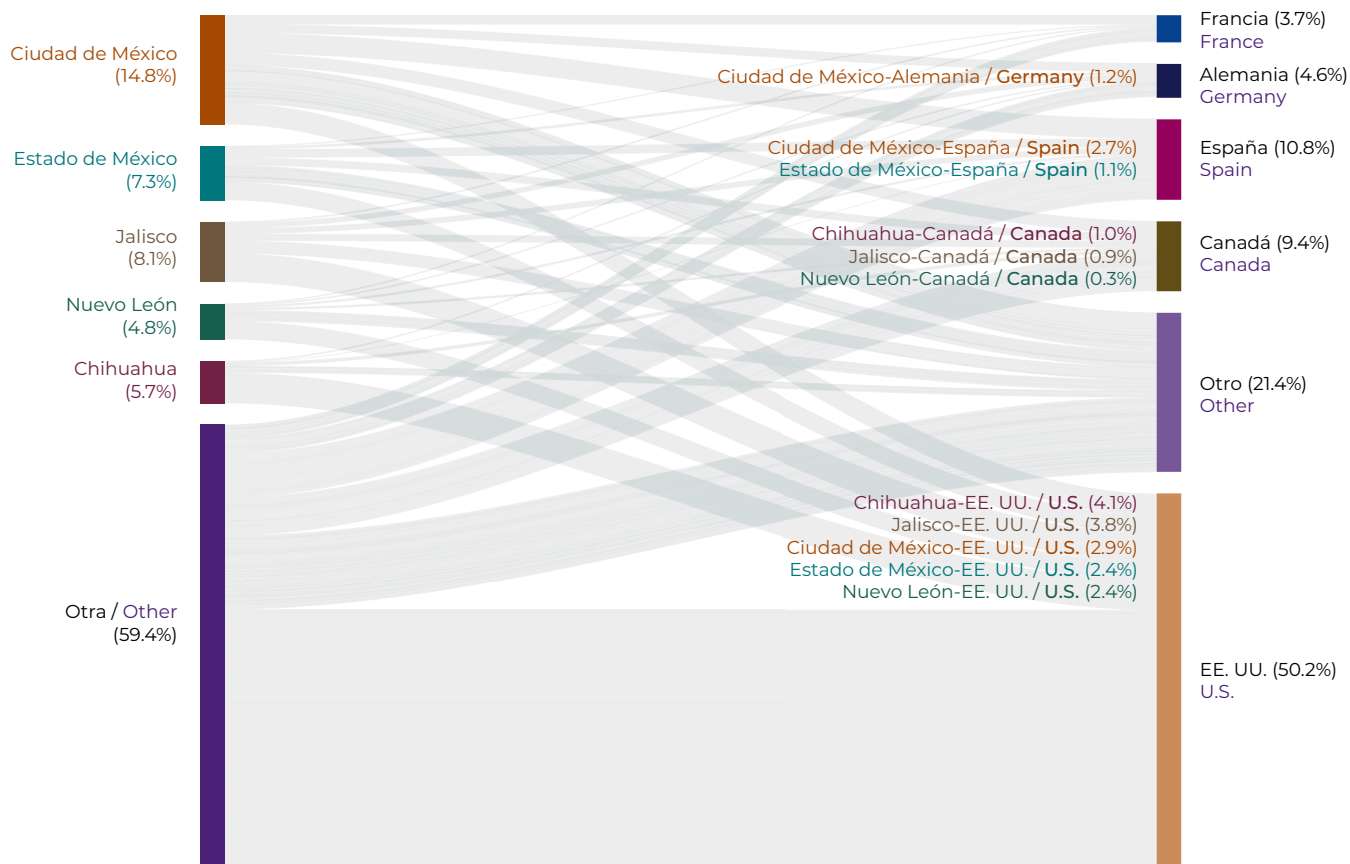 Ciudad de México
(14.8%)
Estado de México
(7.3%)
Jalisco
(8.1%)
Nuevo León
(4.8%)
Chihuahua
(5.7%)
Otra / Other
(59.4%)
Ciudad de México-Alemania / Germany (1.2%)
Ciudad de México-España / Spain (2.7%)
Estado de México-España / Spain (1.1%)
Chihuahua-Canadá / Canada (1.0%)
Jalisco-Canadá / Canada (0.9%)
Nuevo León-Canadá / Canada (0.3%)
Chihuahua-EE. UU. / U.S. (4.1%)
Jalisco-EE. UU. / U.S. (3.8%)
Ciudad de México-EE. UU. / U.S. (2.9%)
Estado de México-EE. UU. / U.S. (2.4%)
Nuevo León-EE. UU. / U.S. (2.4%)
Francia (3.7%)
France
Alemania (4.6%)
Germany
España (10.8%)
Spain
Canadá (9.4%)
Canada
Otro (21.4%)
Other
EE. UU. (50.2%)
U.S.